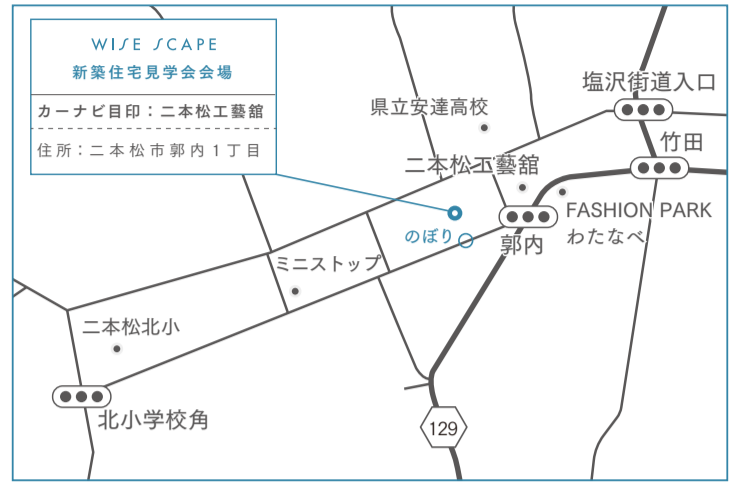 WISE SCAPE
新築住宅見学会会場
カーナビ目印：二本松工藝舘
住所：二本松市郭内1丁目
塩沢街道入口
県立安達高校
竹田
二本松工藝舘
FASHION PARK
わたなべ
のぼり
郭内
ミニストップ
二本松北小
北小学校角
129